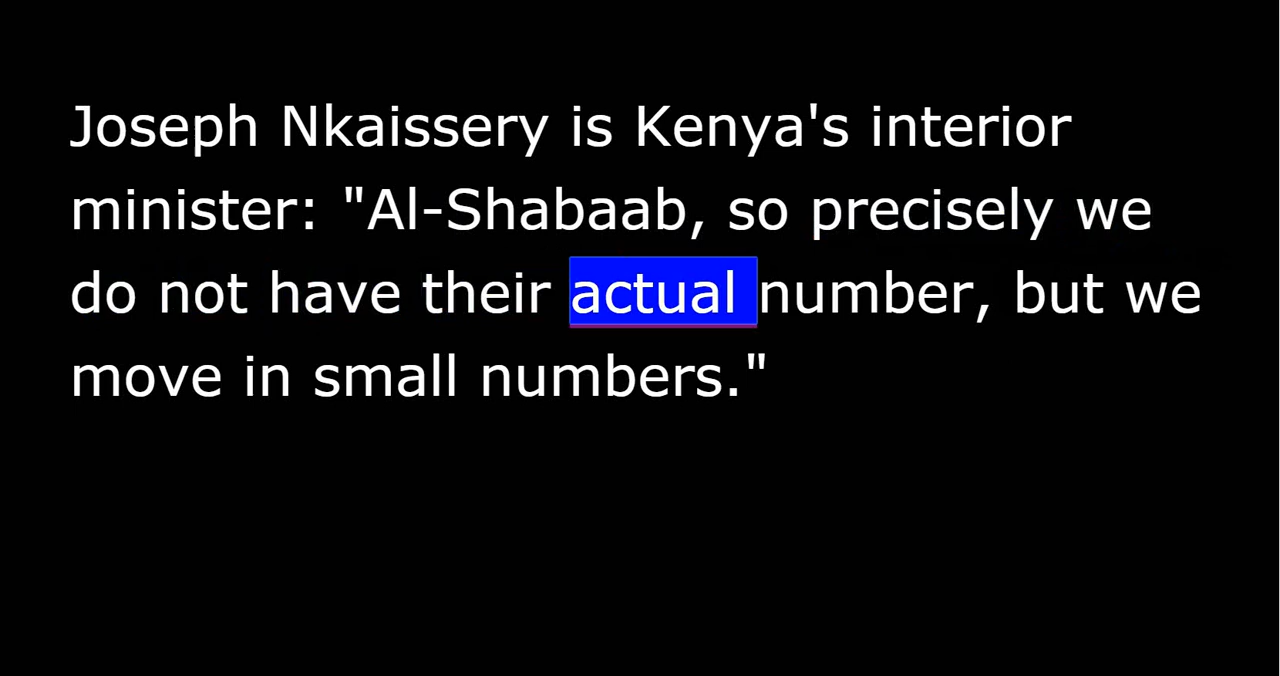 Joseph Nkaissery is Kenya's interior
minister: "Al-Shabaab, so precisely we
do not have their actual number, but we
move in small numbers."